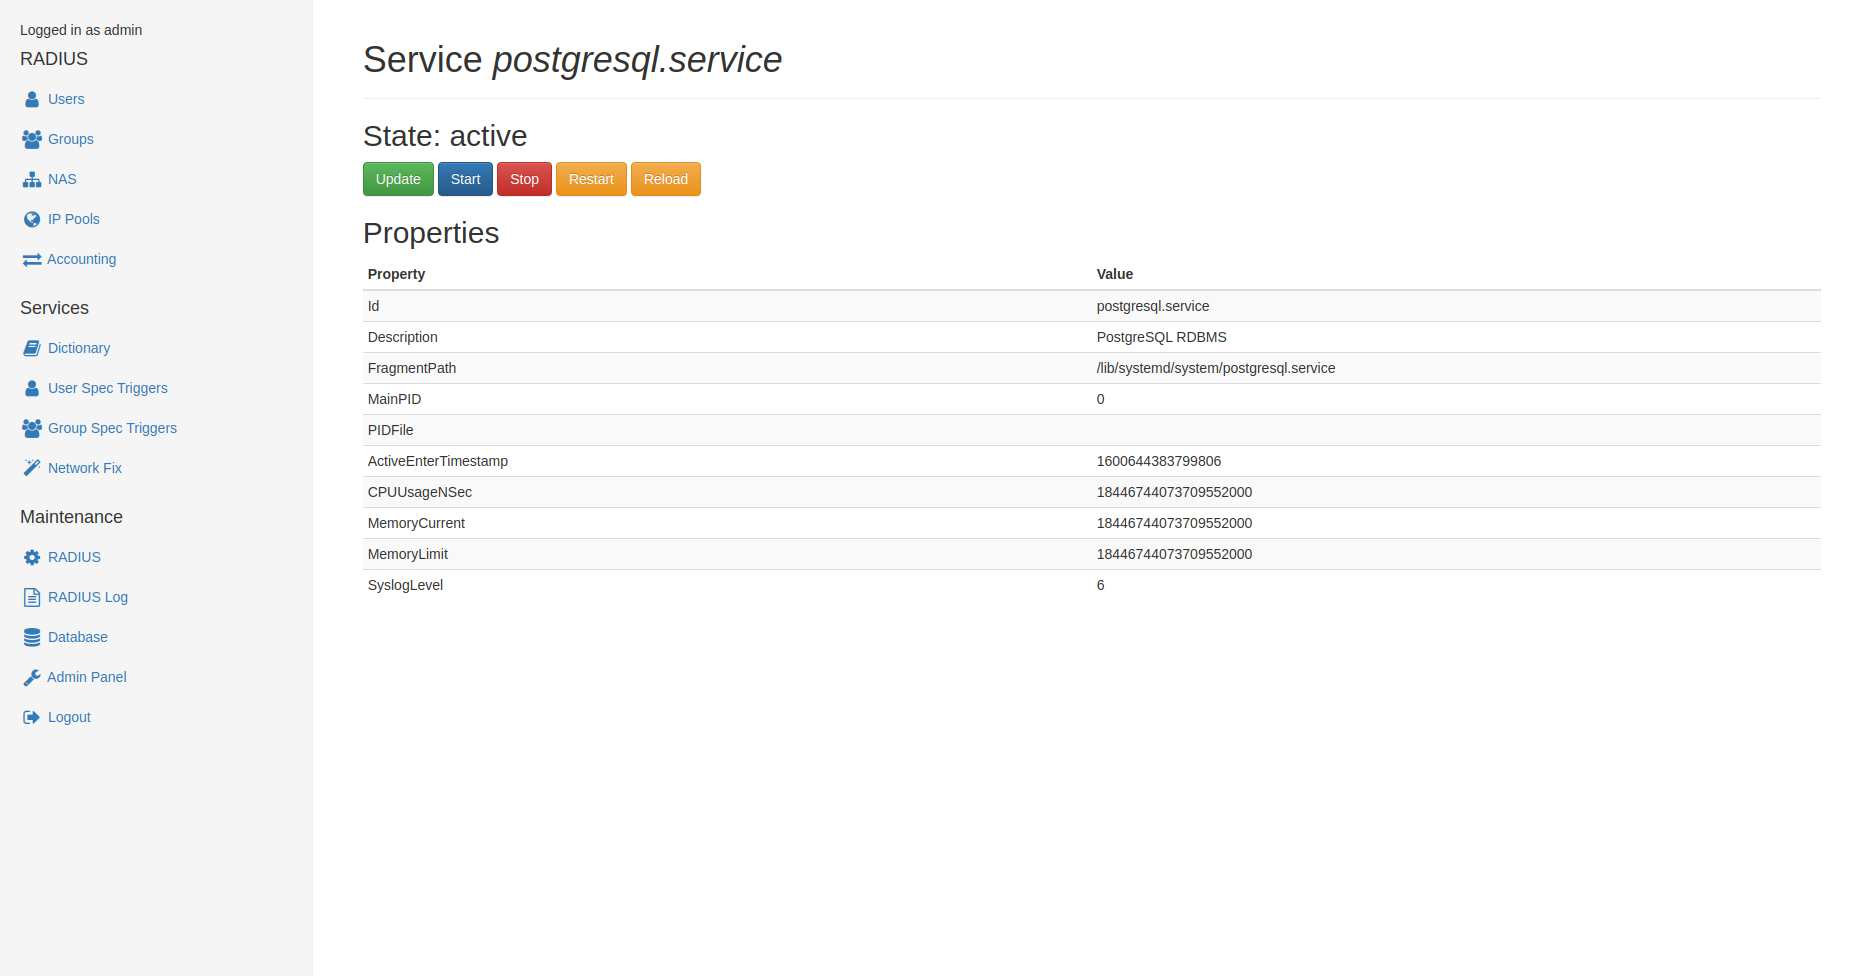 Logged in as admin
RADIUS
Users
Groups
NAS
IP Pools
Accounting
Services
Dictionary
User Spec Triggers
Group Spec Triggers
Network Fix
Maintenance
RADIUS
RADIUS Log
Database
Admin Panel
Logout
Service postgresql.service
State: active
Update Start Stop Restart Reload
Properties
Property Value
Id postgresql.service
Description PostgreSQL RDBMS
FragmentPath /lib/systemd/system/postgresql.service
MainPID 0
PIDFile
ActiveEnterTimestamp 1600644383799806
CPUUsageNSec 18446744073709552000
MemoryCurrent 18446744073709552000
MemoryLimit 18446744073709552000
SyslogLevel 6